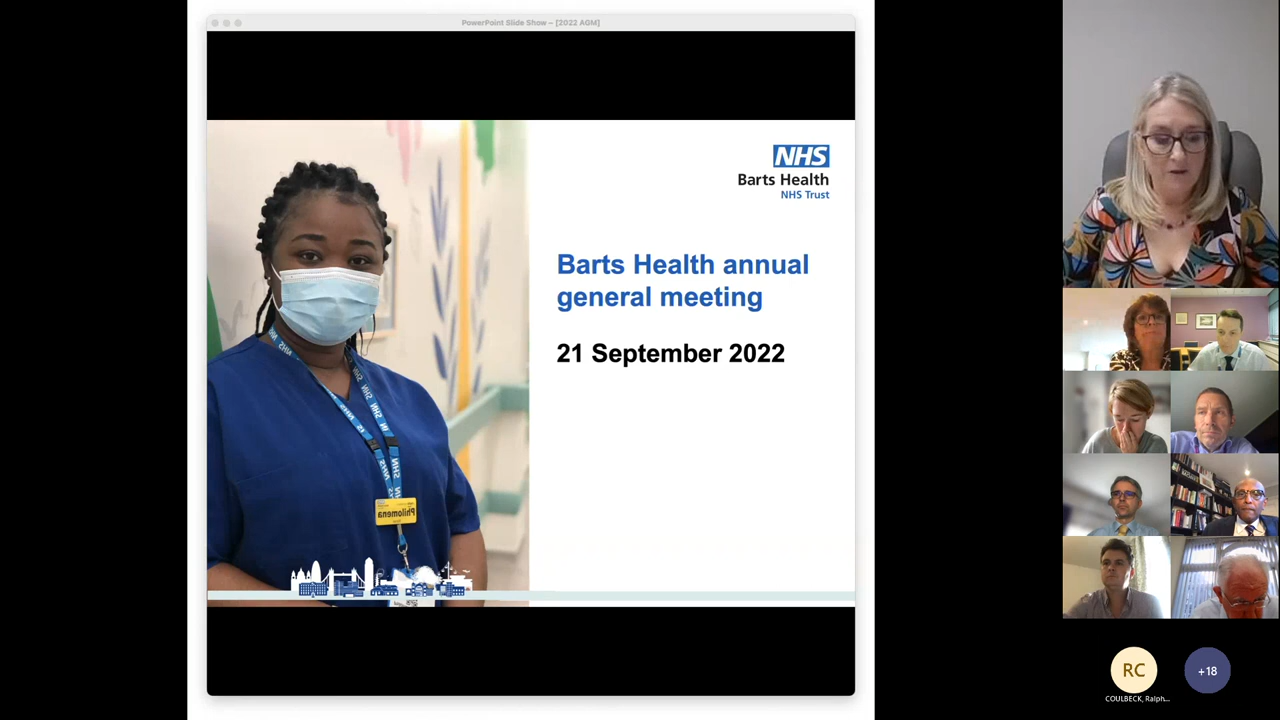 PowerPoint Slide Show – [2022 AGM]
NHS
Barts Health
NHS Trust
Barts Health annual
general meeting
21 September 2022
Philomena
RC
+18
COULBECK, Ralph...